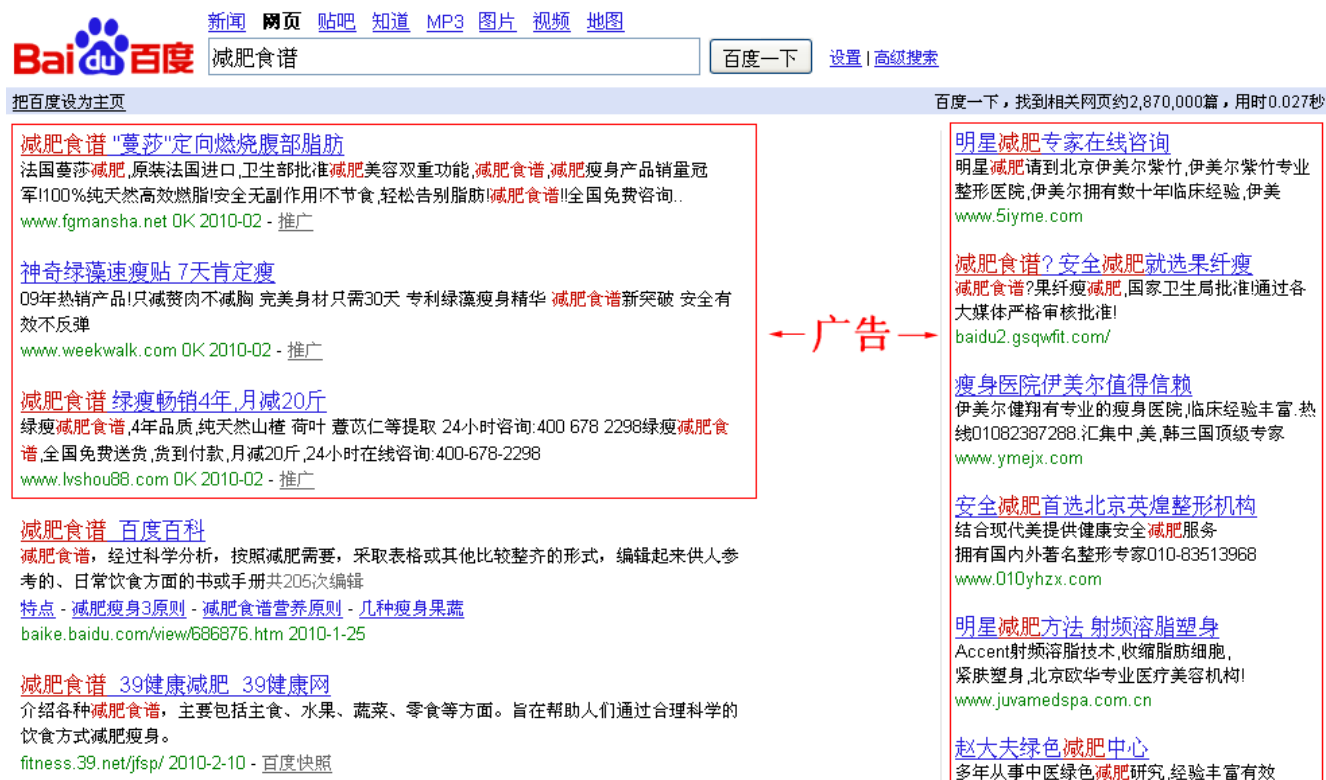 新闻 网页 贴吧 知道 MP3 图片 视频 地图
Bai du 百度 减肥食谱 百度一下 设置 | 高级搜索
把百度设为主页 百度一下，找到相关网页约2,870,000篇，用时0.027秒
减肥食谱 "蔓莎"定向燃烧腹部脂肪
法国蔓莎减肥,原装法国进口,卫生部批准减肥美容双重功能,减肥食谱,减肥瘦身产品销量冠
军!100%纯天然高效燃脂!安全无副作用!不节食,轻松告别脂肪!减肥食谱!!全国免费咨询..
www.fgmansha.net 0K 2010-02 - 推广
神奇绿藻速瘦贴 7天肯定瘦
09年热销产品!只减赘肉不减胸 完美身材只需30天 专利绿藻瘦身精华 减肥食谱新突破 安全有
效不反弹
www.weekwalk.com 0K 2010-02 - 推广
减肥食谱 绿瘦畅销4年,月减20斤
绿瘦减肥食谱,4年品质,纯天然山楂 荷叶 薏苡仁等提取 24小时咨询:400 678 2298绿瘦减肥食
谱,全国免费送货,货到付款,月减20斤,24小时在线咨询:400-678-2298
www.lvshou88.com 0K 2010-02 - 推广
减肥食谱_百度百科
减肥食谱，经过科学分析，按照减肥需要，采取表格或其他比较整齐的形式，编辑起来供人参
考的、日常饮食方面的书或手册共205次编辑
特点 - 减肥瘦身3原则 - 减肥食谱营养原则 - 几种瘦身果蔬
baike.baidu.com/view/686876.htm 2010-1-25
减肥食谱_39健康减肥_39健康网
介绍各种减肥食谱，主要包括主食、水果、蔬菜、零食等方面。旨在帮助人们通过合理科学的
饮食方式减肥瘦身。
fitness.39.net/jfsp/ 2010-2-10 - 百度快照
←广告→
明星减肥专家在线咨询
明星减肥请到北京伊美尔紫竹,伊美尔紫竹专业
整形医院,伊美尔拥有数十年临床经验,伊美
www.5iyme.com
减肥食谱? 安全减肥就选果纤瘦
减肥食谱?果纤瘦减肥,国家卫生局批准!通过各
大媒体严格审核批准!
baidu2.gsqwfit.com/
瘦身医院伊美尔值得信赖
伊美尔健翔有专业的瘦身医院,临床经验丰富.热
线01082387288.汇集中,美,韩三国顶级专家
www.ymejx.com
安全减肥首选北京英煌整形机构
结合现代美提供健康安全减肥服务
拥有国内外著名整形专家010-83513968
www.010yhzx.com
明星减肥方法 射频溶脂塑身
Accent射频溶脂技术,收缩脂肪细胞,
紧肤塑身,北京欧华专业医疗美容机构!
www.juvamedspa.com.cn
赵大夫绿色减肥中心
多年从事中医绿色减肥研究,经验丰富有效